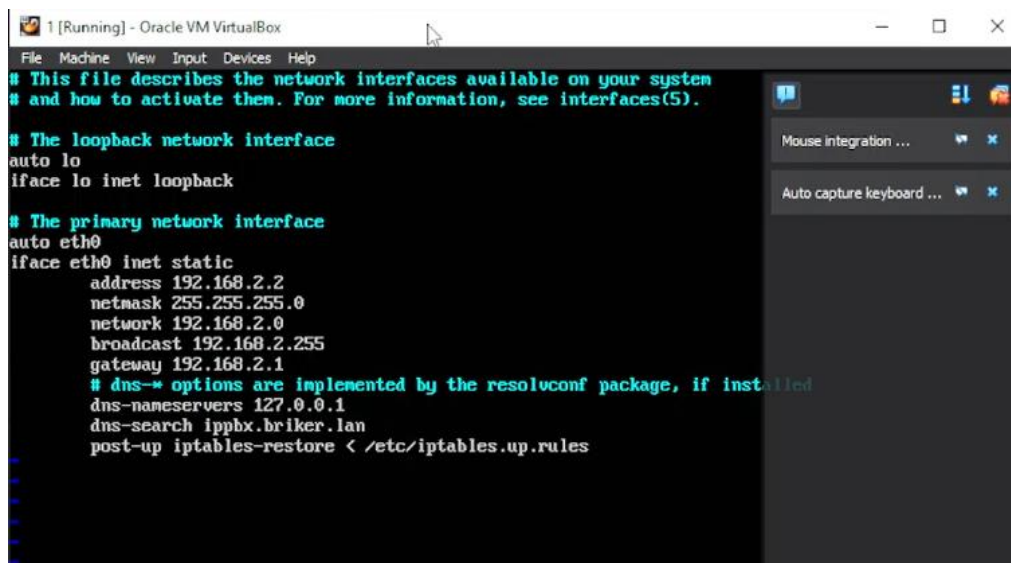 1 [Running] - Oracle VM VirtualBox
File Machine View Input Devices Help
# This file describes the network interfaces available on your system
# and how to activate them. For more information, see interfaces(5).
# The loopback network interface
auto lo
iface lo inet loopback
# The primary network interface
auto eth0
iface eth0 inet static
address 192.168.2.2
netmask 255.255.255.0
network 192.168.2.0
broadcast 192.168.2.255
gateway 192.168.2.1
# dns-* options are implemented by the resolvconf package, if installed
dns-nameservers 127.0.0.1
dns-search ippbx.briker.lan
post-up iptables-restore < /etc/iptables.up.rules
~
~
~
~
~
~
Mouse integration ...
Auto capture keyboard ...